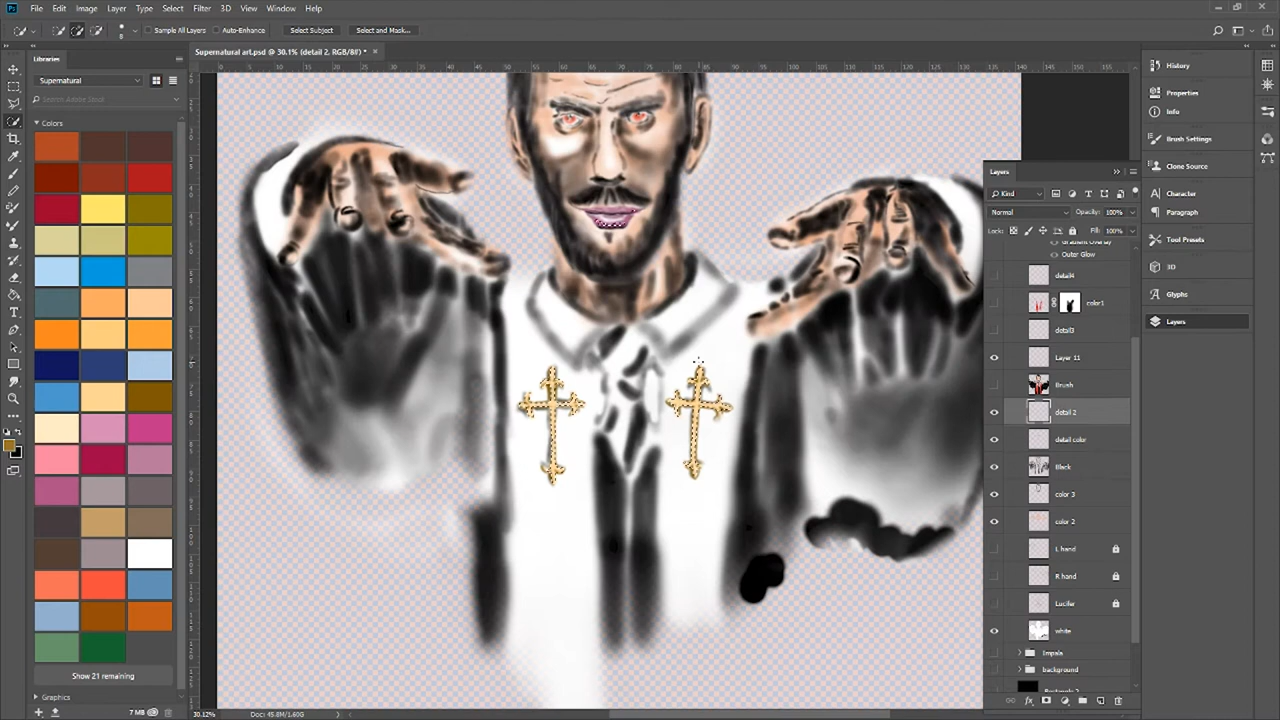 File Edit Image Layer Type Select Filter 3D View Window Help
Sample All Layers Auto-Enhance Select Subject Select and Mask...
Supernatural art.psd @ 30.1% (detail 2, RGB/8#) *
Libraries
Supernatural
Search Adobe Stock
Colors
Show 21 remaining
Graphics
7 MB
30.12% Doc: 45.8M/1.60G
History
Properties
Info
Brush Settings
Clone Source
Character
Paragraph
Tool Presets
3D
Glyphs
Layers
Layers
Kind
Normal Opacity: 100%
Lock: Fill: 100%
Gradient Overlay
Outer Glow
detail4
color1
detail3
Layer 11
Brush
detail 2
detail color
Black
color 3
color 2
L hand
R hand
Lucifer
white
Impala
background
Rectangle 2